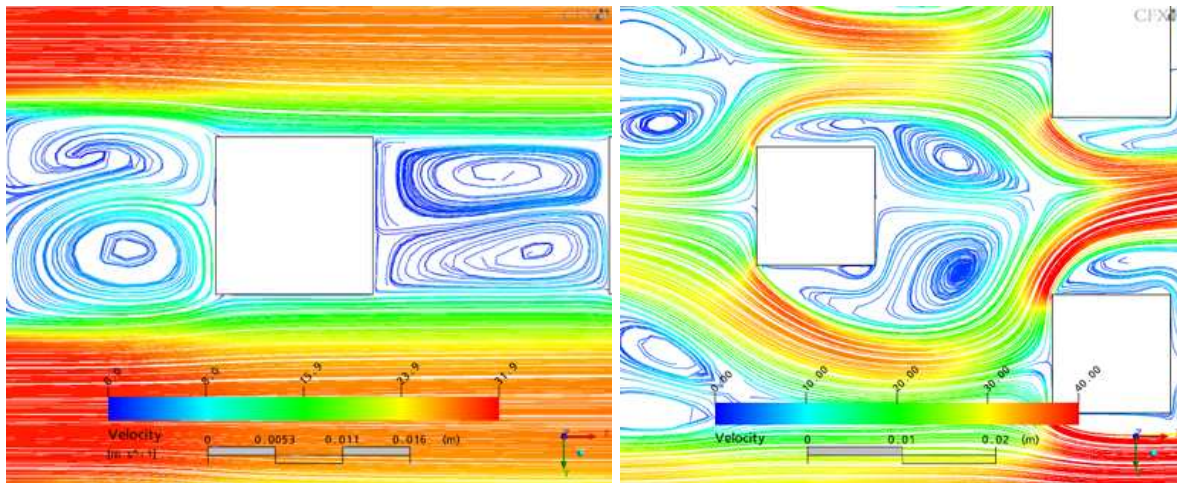 CFX
0.0 8.0 15.9 23.9 31.9
Velocity
[m s^-1]
0 0.0053 0.011 0.016 (m)
CFX
0.00 10.00 20.00 30.00 40.00
Velocity
0 0.01 0.02 (m)